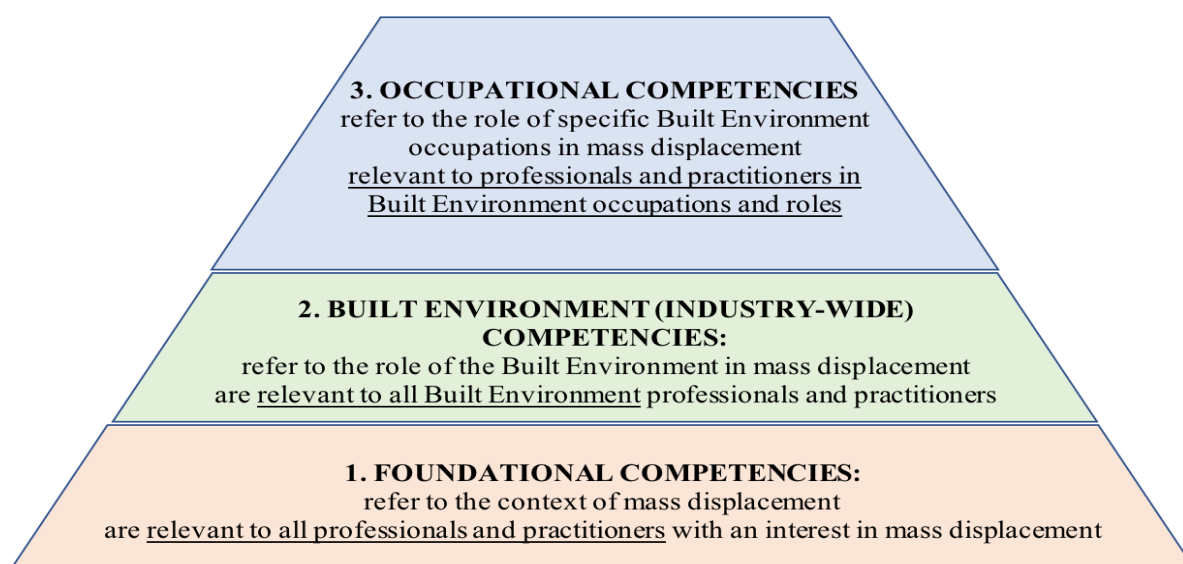 3. OCCUPATIONAL COMPETENCIES
refer to the role of specific Built Environment
occupations in mass displacement
relevant to professionals and practitioners in
Built Environment occupations and roles
2. BUILT ENVIRONMENT (INDUSTRY-WIDE)
COMPETENCIES:
refer to the role of the Built Environment in mass displacement
are relevant to all Built Environment professionals and practitioners
1. FOUNDATIONAL COMPETENCIES:
refer to the context of mass displacement
are relevant to all professionals and practitioners with an interest in mass displacement